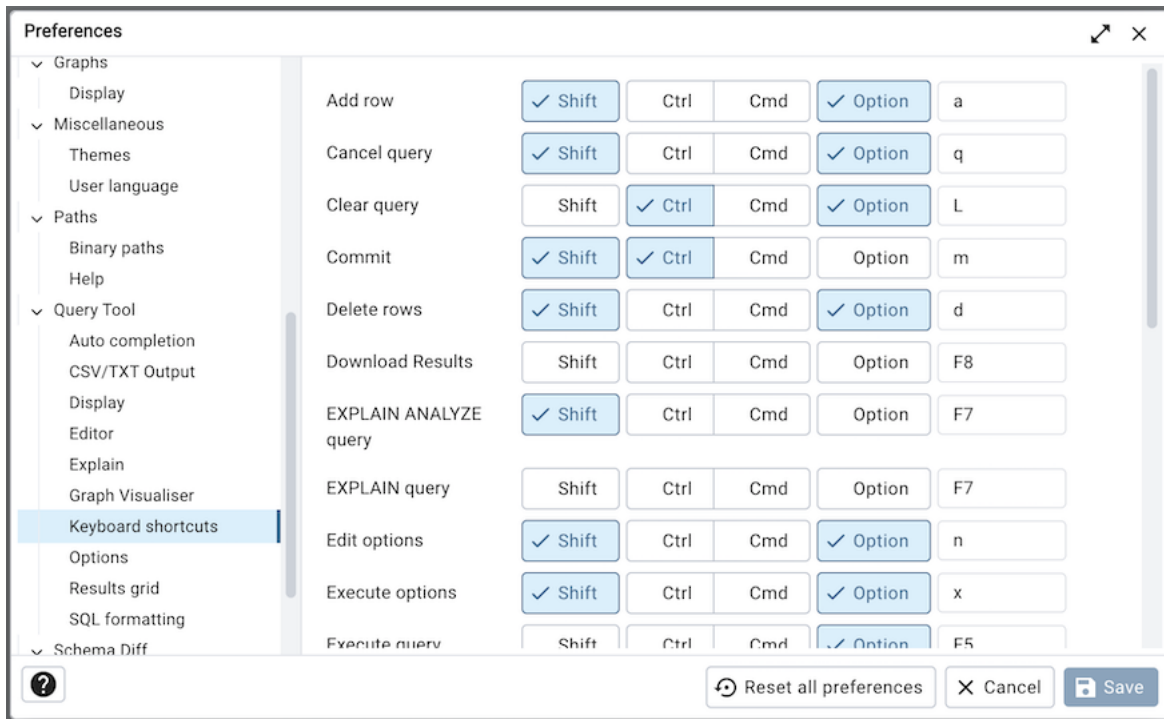 Preferences
Graphs
Display
Miscellaneous
Themes
User language
Paths
Binary paths
Help
Query Tool
Auto completion
CSV/TXT Output
Display
Editor
Explain
Graph Visualiser
Keyboard shortcuts
Options
Results grid
SQL formatting
Schema Diff
Add row Shift Ctrl Cmd Option a
Cancel query Shift Ctrl Cmd Option q
Clear query Shift Ctrl Cmd Option L
Commit Shift Ctrl Cmd Option m
Delete rows Shift Ctrl Cmd Option d
Download Results Shift Ctrl Cmd Option F8
EXPLAIN ANALYZE Shift Ctrl Cmd Option F7
query
EXPLAIN query Shift Ctrl Cmd Option F7
Edit options Shift Ctrl Cmd Option n
Execute options Shift Ctrl Cmd Option x
Execute query Shift Ctrl Cmd Option F5
? Reset all preferences Cancel Save